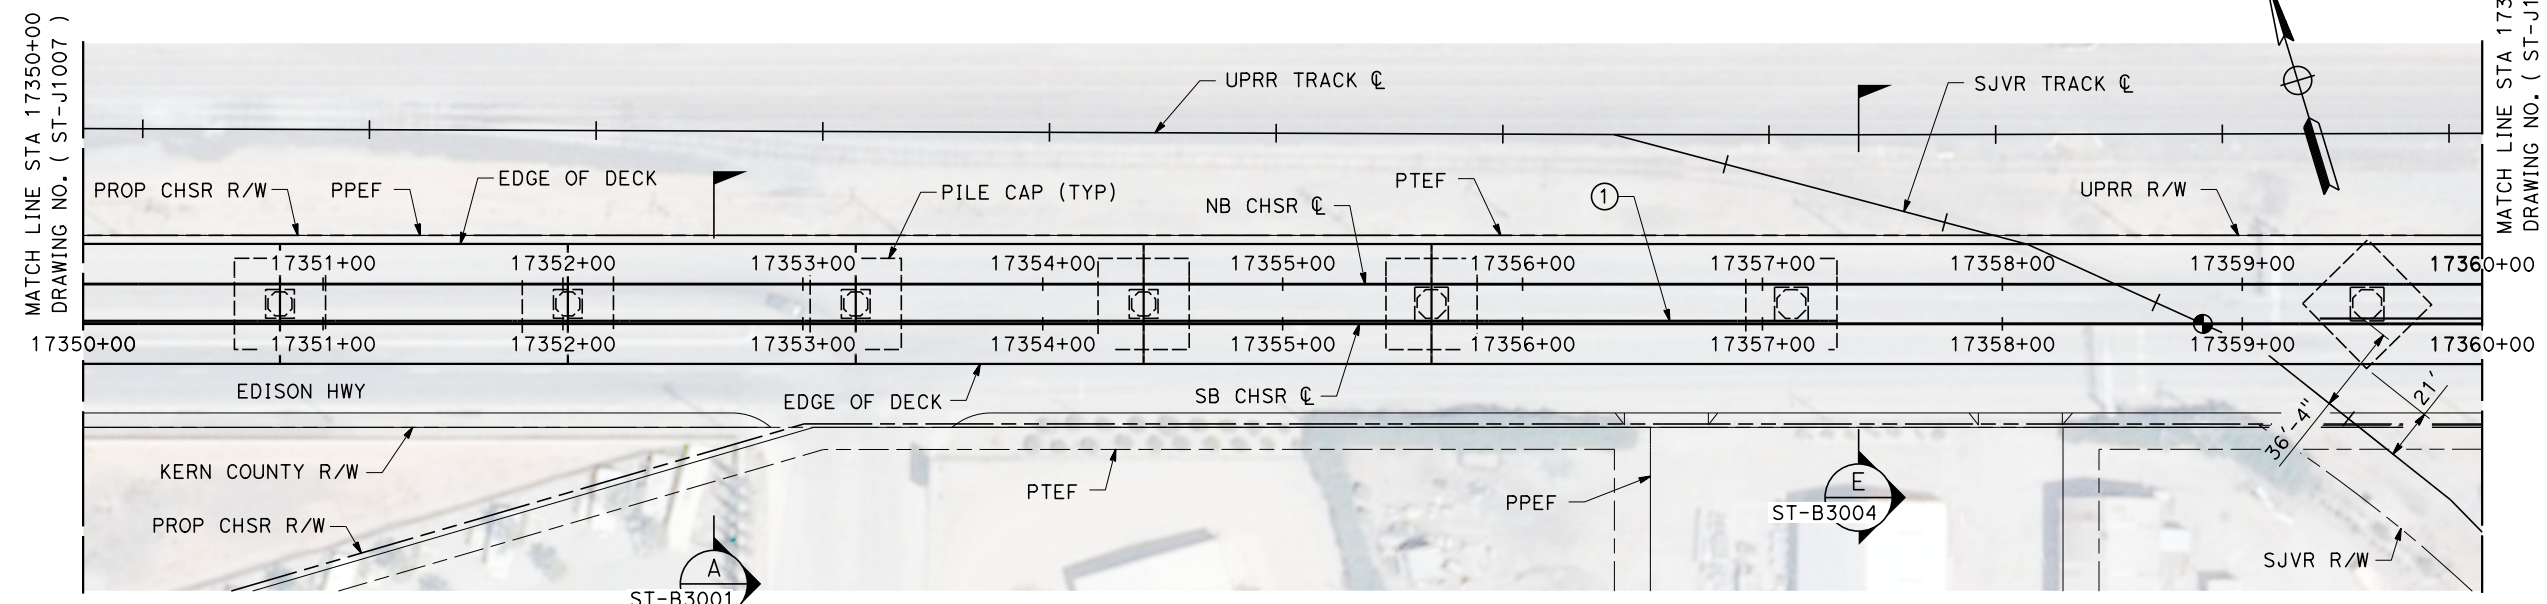 MATCH LINE STA 17350+00
DRAWING NO. ( ST-J1007 )
UPRR TRACK ℄
SJVR TRACK ℄
MATCH LINE STA 173
DRAWING NO. ( ST-J1
PROP CHSR R/W
PPEF
EDGE OF DECK
PILE CAP (TYP)
NB CHSR ℄
PTEF
1
UPRR R/W
17351+00
17352+00
17353+00
17354+00
17355+00
17356+00
17357+00
17358+00
17359+00
17360+00
17350+00
17351+00
17352+00
17353+00
17354+00
17355+00
17356+00
17357+00
17358+00
17359+00
17360+00
EDISON HWY
EDGE OF DECK
SB CHSR ℄
36'-4"
21'
KERN COUNTY R/W
PTEF
PPEF
E
ST-B3004
PROP CHSR R/W
A
ST-B3001
SJVR R/W